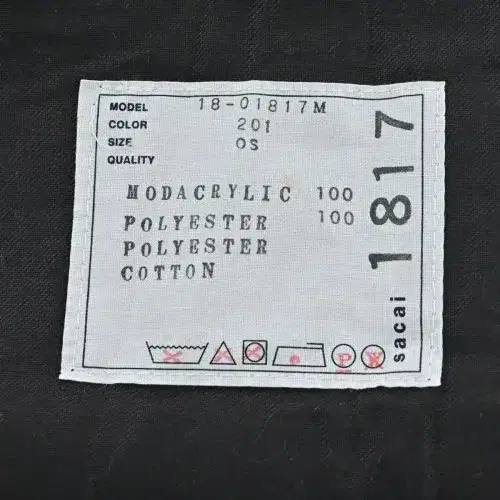 MODEL 18-01817M
COLOR 201
SIZE OS
QUALITY
MODACRYLIC 100
POLYESTER 100
POLYESTER
COTTON
P W
sacai 1817